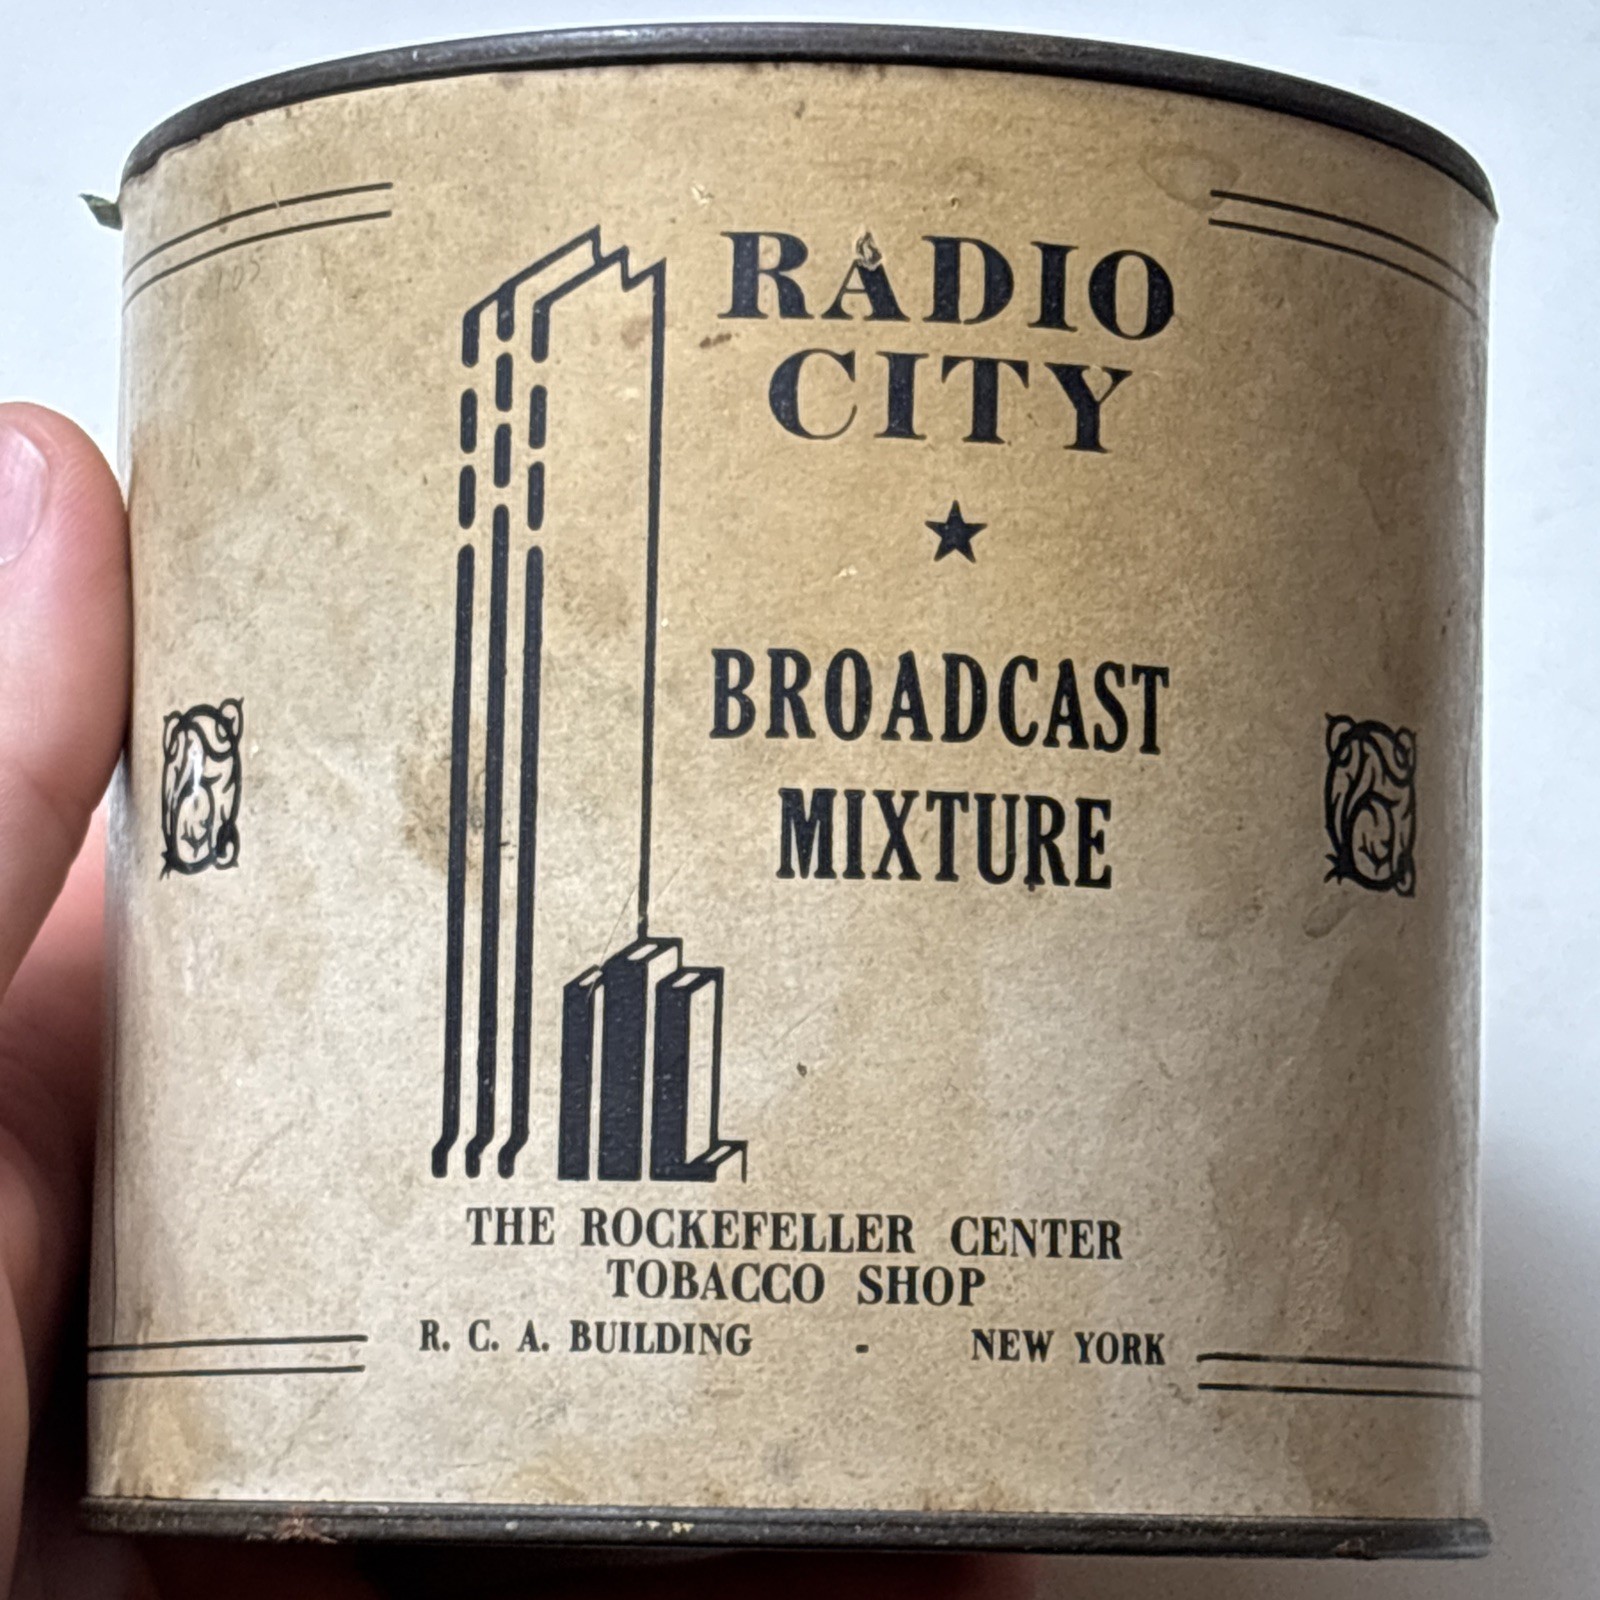 RADIO
CITY
BROADCAST
MIXTURE
THE ROCKEFELLER CENTER
TOBACCO SHOP
R. C. A. BUILDING - NEW YORK